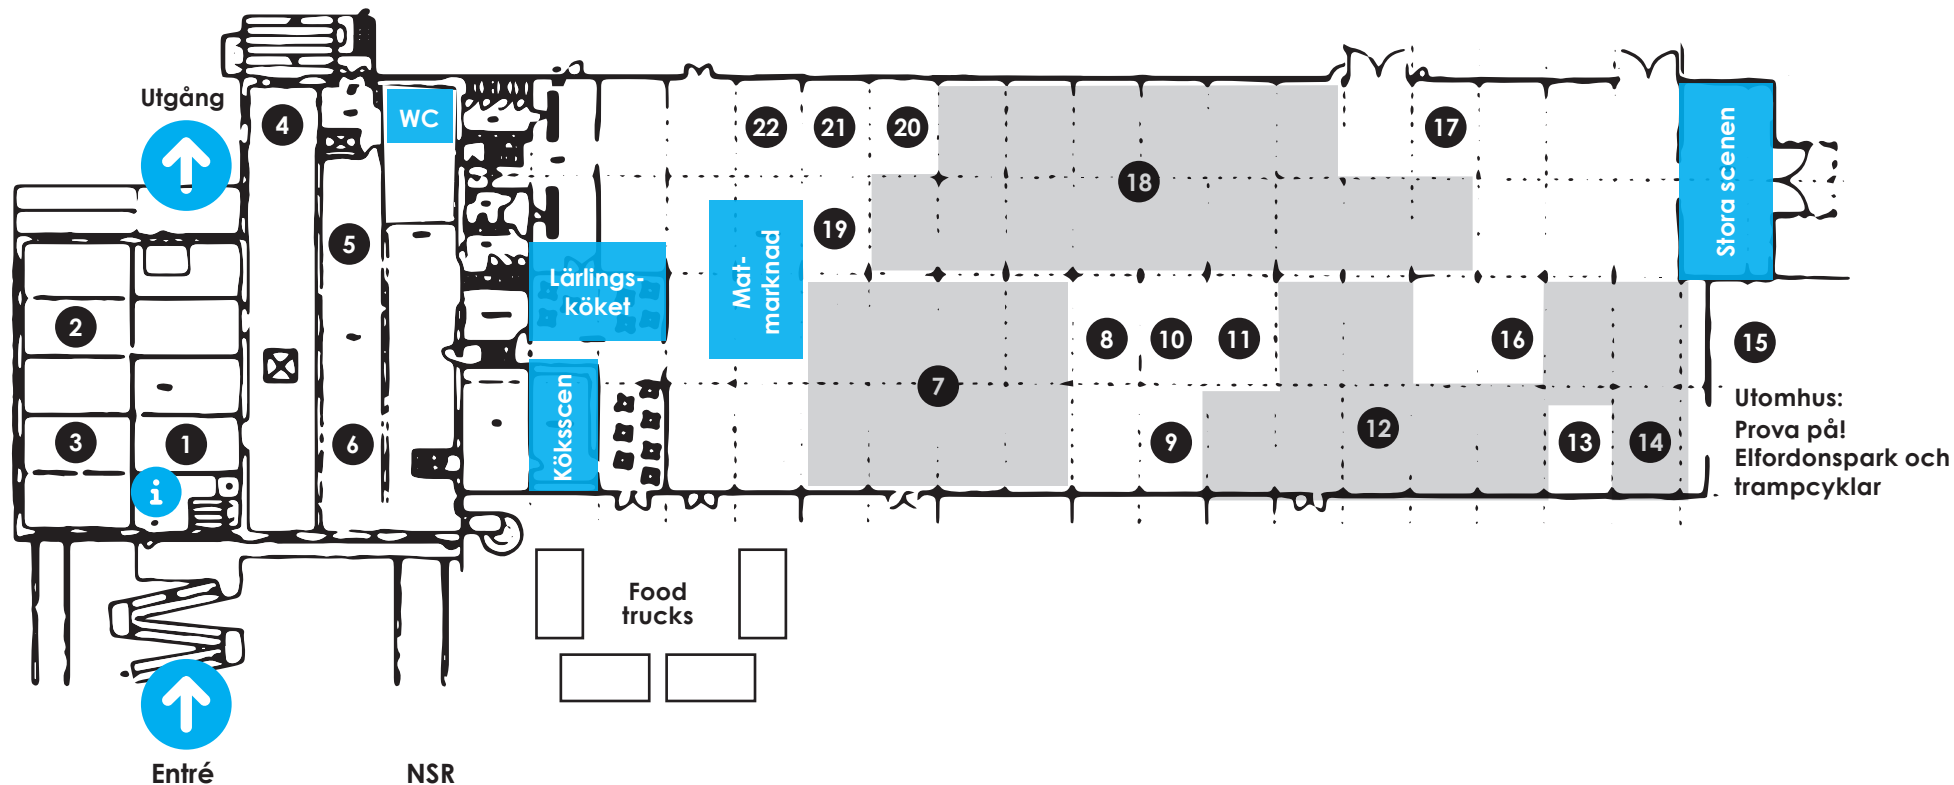 Utgång
4
WC
22
21
20
17
18
Stora scenen
5
19
Mat-
marknad
Lärlings-
köket
2
8
10
11
16
15
7
Utomhus:
Prova på!
Elfordonspark och
trampcyklar
3
1
6
Köksscen
9
12
13
14
i
Food
trucks
Entré
NSR